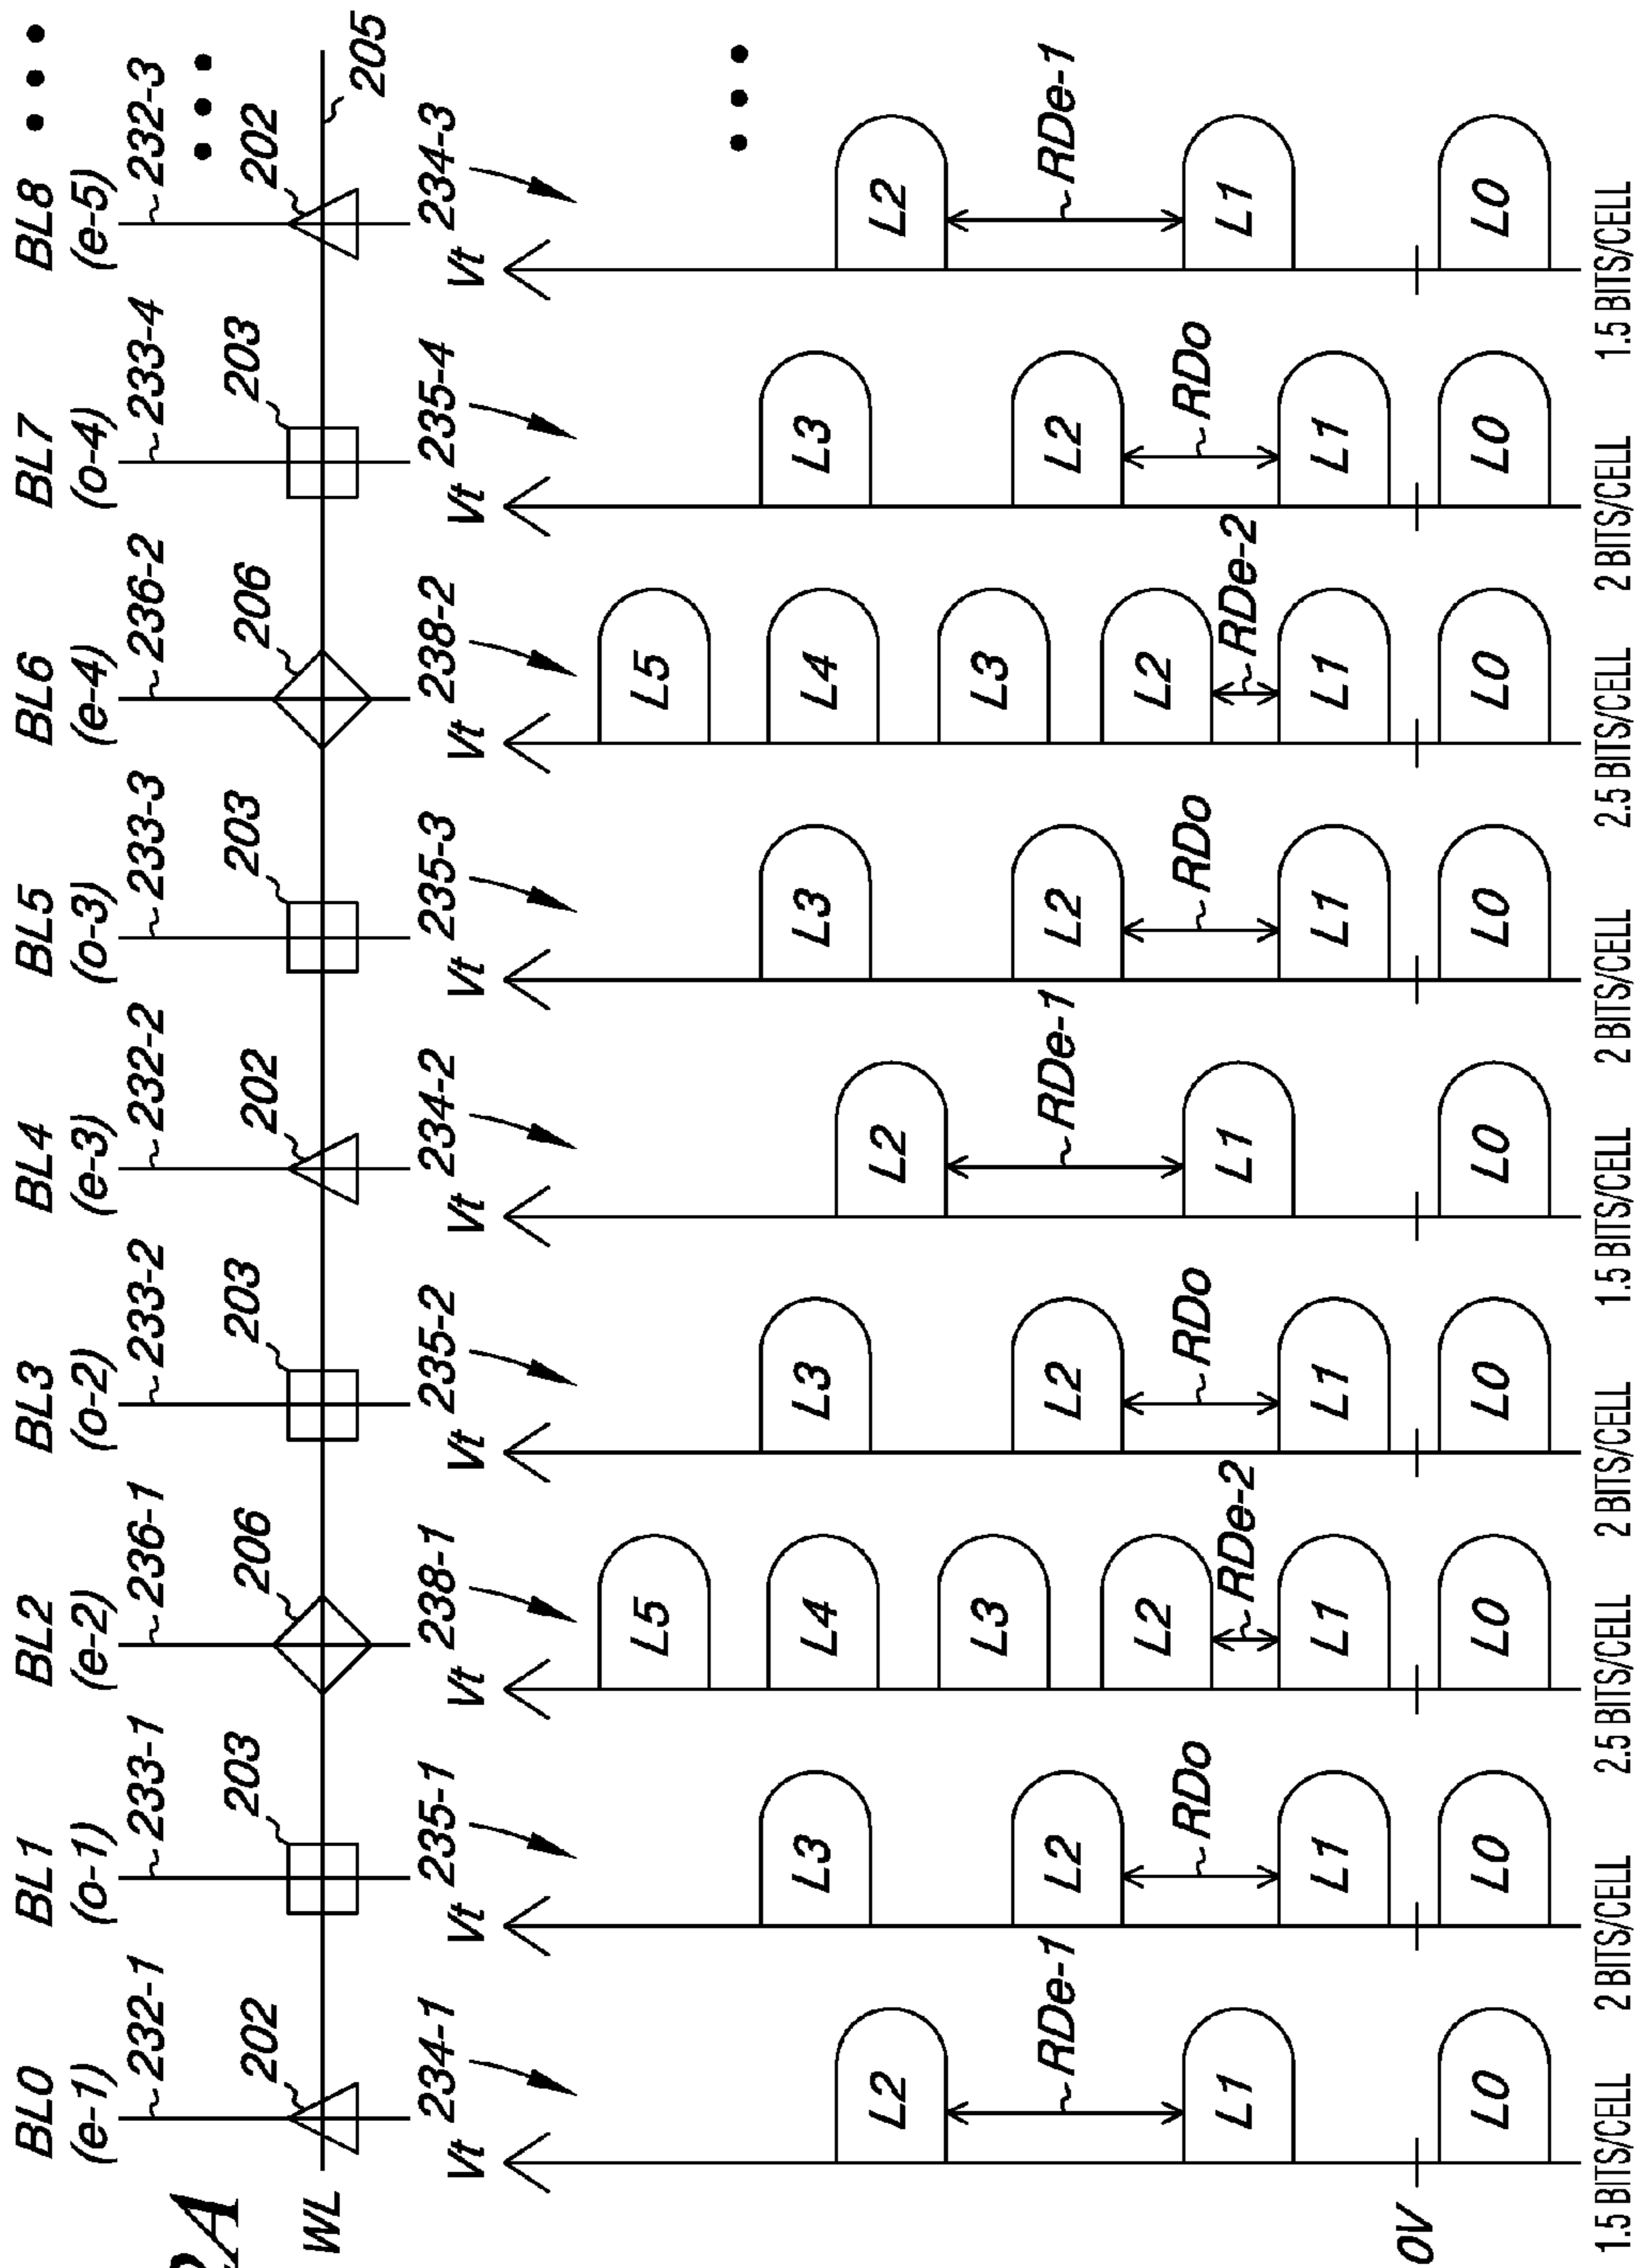 BL0 BL1 BL2 BL3 BL4 BL5 BL6 BL7 BL8 • • •
(e-1) (o-1) (e-2) (o-2) (e-3) (o-3) (e-4) (o-4) (e-5)
232-1 233-1 236-1 233-2 232-2 233-3 236-2 233-4 232-3
2A
202 203 206 203 202 203 206 203 202 • • •
WL 205
234-1 235-1 238-1 235-2 234-2 235-3 238-2 235-4 234-3
Vt Vt Vt Vt Vt Vt Vt Vt Vt
L5 L5
L3 L4 L3 L3 L4 L3 • • •
L2 L2 L2
L3 L3
RDe-1 L2 L2 RDe-1 L2 L2 RDe-1
L2 L2
RDo RDe-2 RDo RDo RDe-2 RDo
L1 L1 L1
L1 L1 L1 L1 L1 L1
0V
L0 L0 L0 L0 L0 L0 L0 L0 L0
1.5 BITS/CELL 2 BITS/CELL 2.5 BITS/CELL 2 BITS/CELL 1.5 BITS/CELL 2 BITS/CELL 2.5 BITS/CELL 2 BITS/CELL 1.5 BITS/CELL